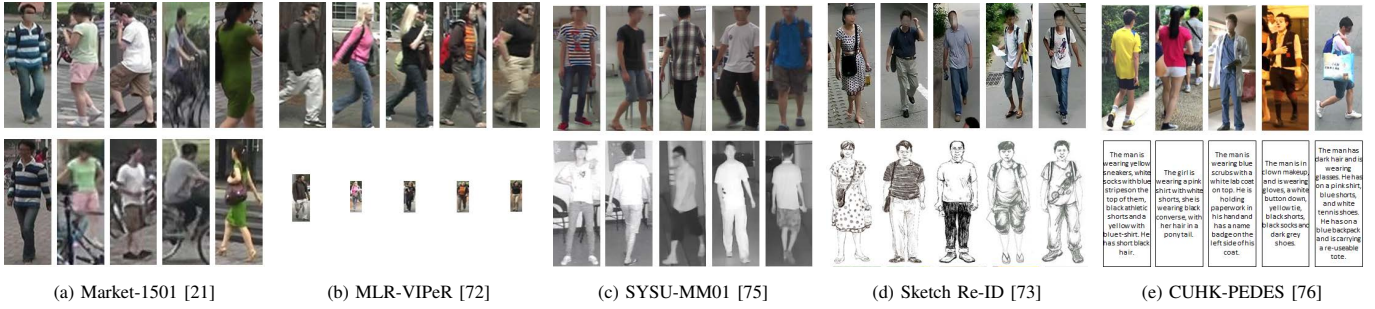 The man is
wearing yellow
sneakers, white
socks with blue
stripes on the
top of them,
black athletic
shorts and a
yellow with
blue t-shirt. He
has short black
hair.
The girl is
wearing a pink
shirt with white
shorts, she is
wearing black
converse, with
her hair in a
pony tail.
The man is
wearing blue
scrubs with a
white lab coat
on top. He is
holding
paperwork in
his hand and
has a name
badge on the
left side of his
coat.
The man is in
clown makeup,
and is wearing
gloves, a white
button down,
yellow tie,
black shorts,
black socks and
dark grey
shoes.
The man has
dark hair and is
wearing
glasses. He has
on a pink shirt,
blue shorts,
and white
tennis shoes.
He has on a
blue backpack
and is carrying
a re-useable
tote.
(a) Market-1501 [21]
(b) MLR-VIPeR [72]
(c) SYSU-MM01 [75]
(d) Sketch Re-ID [73]
(e) CUHK-PEDES [76]